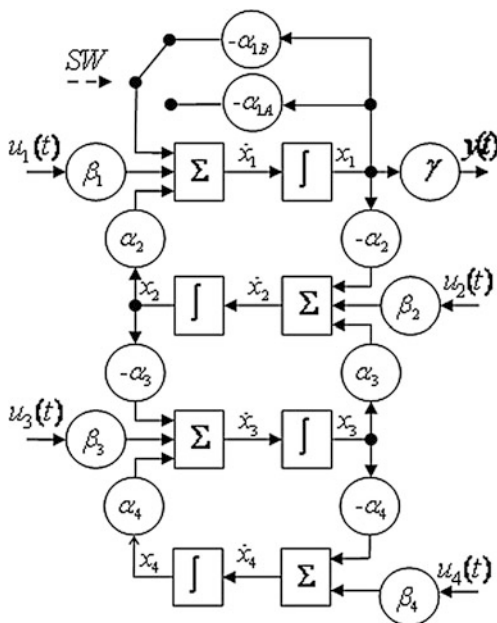 -α1B
SW
-α1A
u1(t) β1 Σ ẋ1 ∫ x1 γ y(t)
α2 -α2
x2 ∫ ẋ2 Σ β2 u2(t)
-α3 α3
u3(t) β3 Σ ẋ3 ∫ x3
α4 -α4
x4 ∫ ẋ4 Σ β4 u4(t)